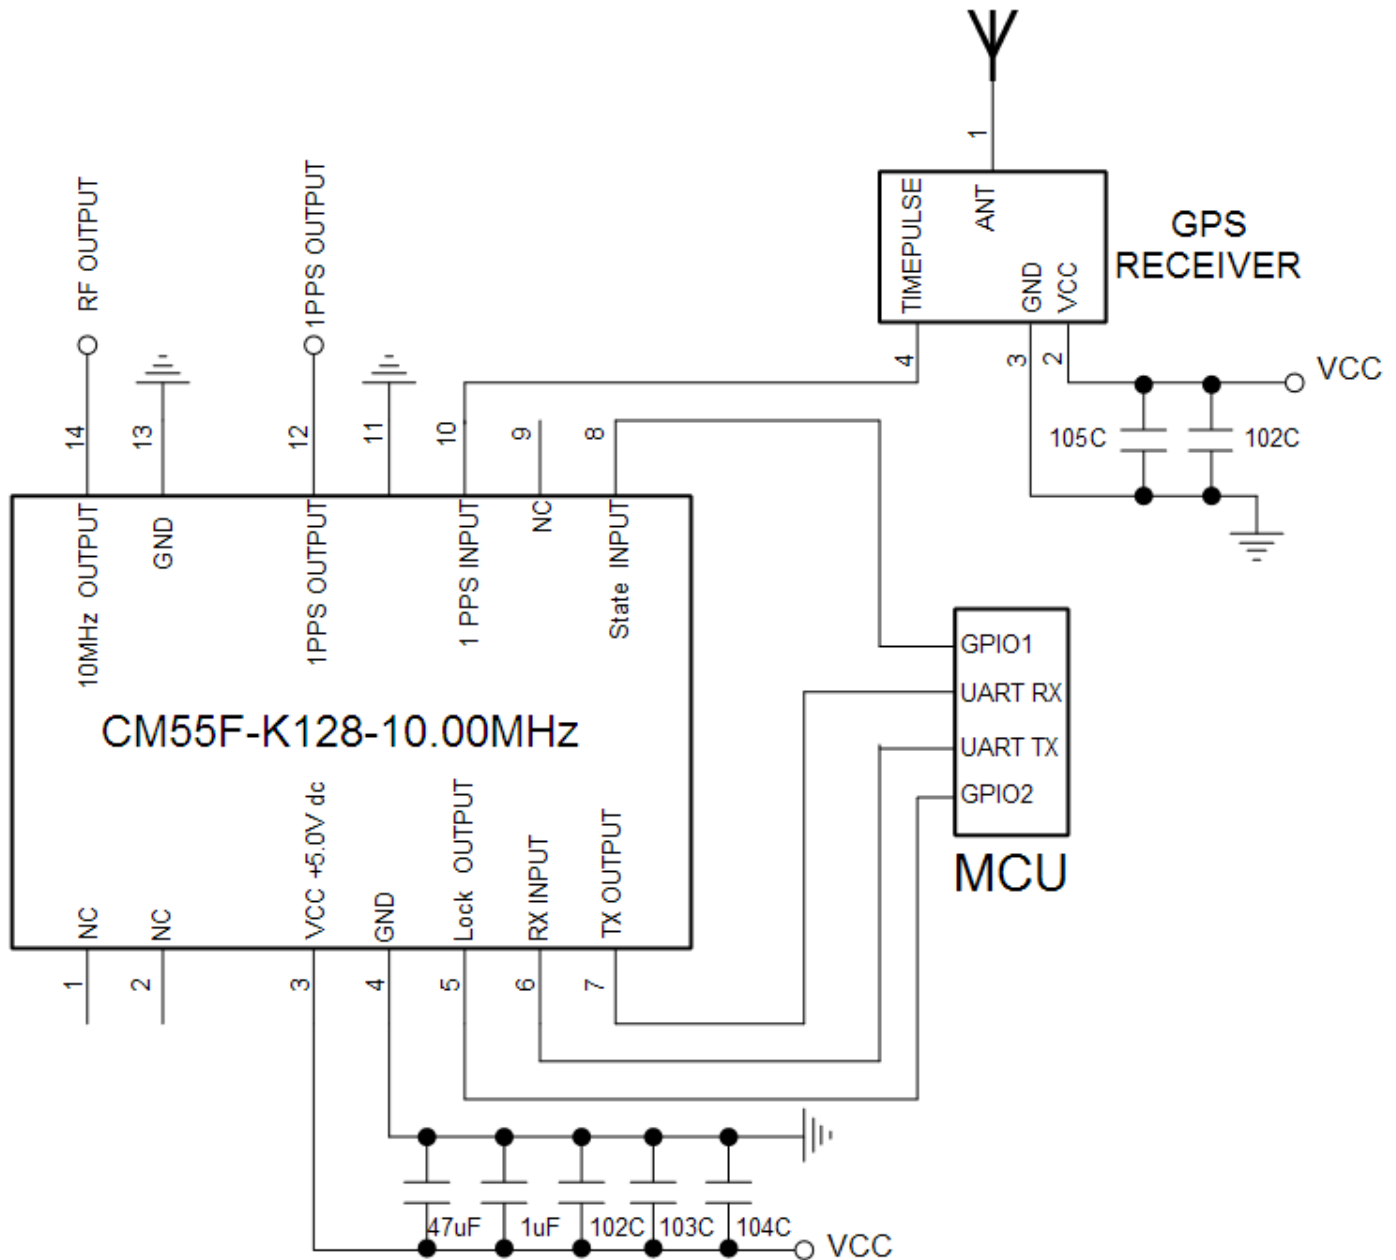 1
TIMEPULSE
ANT
GND
VCC
GPS
RECEIVER
4
3
2
VCC
105C
102C
RF OUTPUT
1PPS OUTPUT
14
13
12
11
10
9
8
10MHz OUTPUT
GND
1PPS OUTPUT
1 PPS INPUT
NC
State INPUT
CM55F-K128-10.00MHz
GPIO1
UART RX
UART TX
GPIO2
MCU
NC
NC
VCC +5.0V dc
GND
Lock OUTPUT
RX INPUT
TX OUTPUT
1
2
3
4
5
6
7
47uF
1uF
102C
103C
104C
VCC